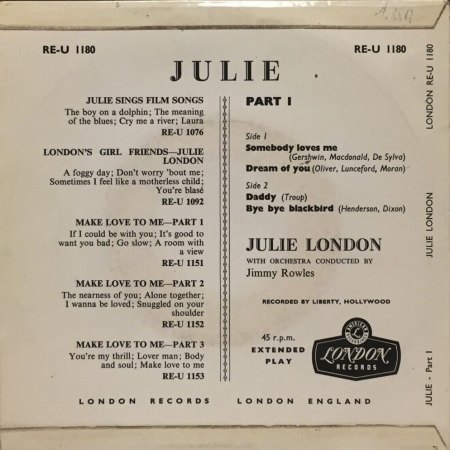 RE-U 1180
RE-U 1180
JULIE
JULIE SINGS FILM SONGS
The boy on a dolphin; The meaning
of the blues; Cry me a river; Laura
RE-U 1076
LONDON'S GIRL FRIENDS—JULIE
LONDON
A foggy day; Don't worry 'bout me;
Sometimes I feel like a motherless child;
You're blasé
RE-U 1092
MAKE LOVE TO ME—PART 1
If I could be with you; It's good to
want you bad; Go slow; A room with
a view
RE-U 1151
MAKE LOVE TO ME—PART 2
The nearness of you; Alone together;
I wanna be loved; Snuggled on your
shoulder
RE-U 1152
MAKE LOVE TO ME—PART 3
You're my thrill; Lover man; Body
and soul; Make love to me
RE-U 1153
PART 1
Side 1
Somebody loves me
(Gershwin, Macdonald, De Sylva)
Dream of you (Oliver, Lunceford, Moran)
Side 2
Daddy (Troup)
Bye bye blackbird (Henderson, Dixon)
JULIE LONDON
WITH ORCHESTRA CONDUCTED BY
Jimmy Rowles
RECORDED BY LIBERTY, HOLLYWOOD
45 r.p.m.
EXTENDED
PLAY
LONDON
RECORDS
LONDON RECORDS LONDON ENGLAND
LONDON RE-U 1180
JULIE LONDON
JULIE - Part 1